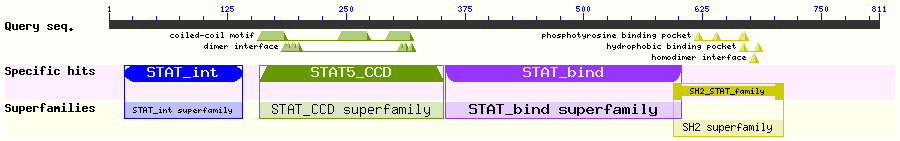 Query seq.
1 125 250 375 500 625 750 811
coiled-coil motif
dimer interface
phosphotyrosine binding pocket
hydrophobic binding pocket
homodimer interface
Specific hits
STAT_int STAT5_CCD STAT_bind
SH2_STAT_family
Superfamilies
STAT_int superfamily STAT_CCD superfamily STAT_bind superfamily
SH2 superfamily